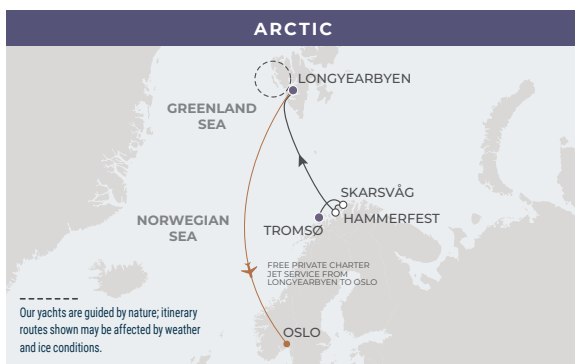 ARCTIC
LONGYEARBYEN
GREENLAND
SEA
SKARSVÅG
HAMMERFEST
NORWEGIAN
SEA
TROMSØ
FREE PRIVATE CHARTER
JET SERVICE FROM
LONGYEARBYEN TO OSLO
Our yachts are guided by nature; itinerary
routes shown may be affected by weather
and ice conditions.
OSLO